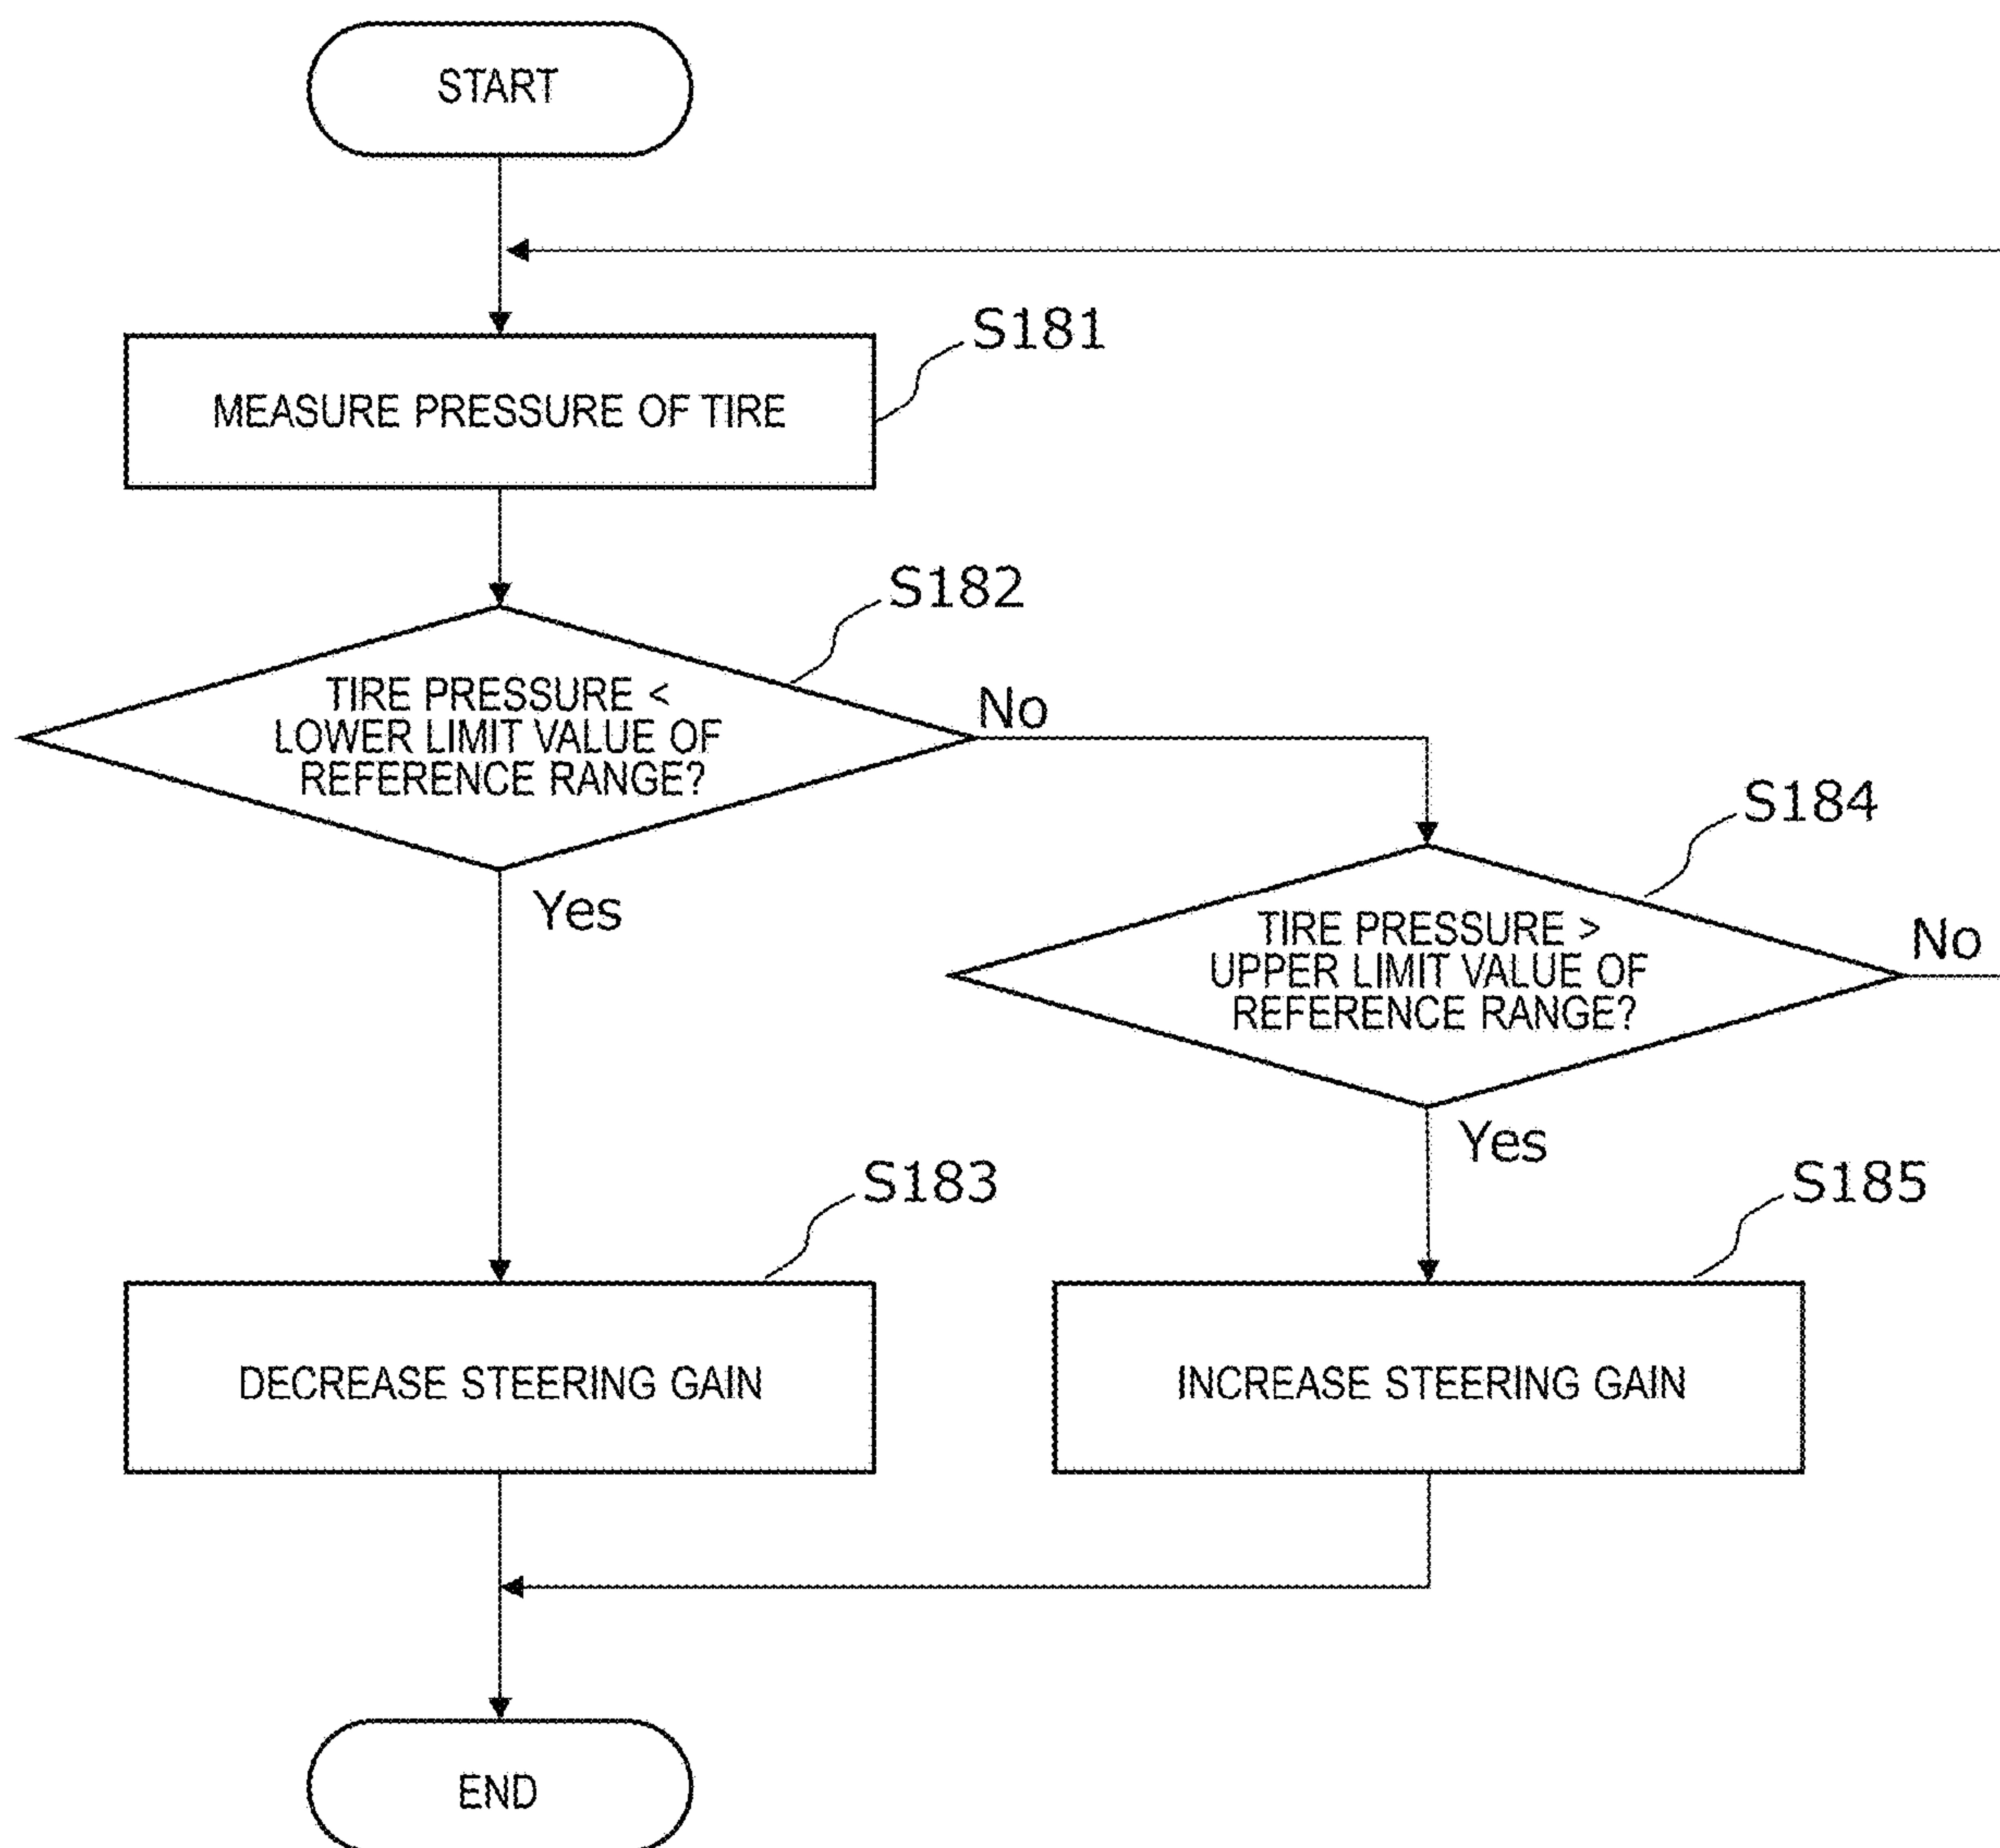 START
S181
MEASURE PRESSURE OF TIRE
S182
TIRE PRESSURE <
LOWER LIMIT VALUE OF
REFERENCE RANGE?
No
Yes
S184
TIRE PRESSURE >
UPPER LIMIT VALUE OF
REFERENCE RANGE?
No
Yes
S183
DECREASE STEERING GAIN
S185
INCREASE STEERING GAIN
END